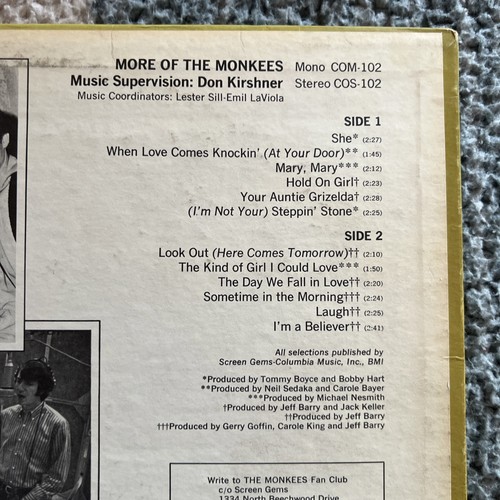 MORE OF THE MONKEES Mono COM-102
Music Supervision: Don Kirshner Stereo COS-102
Music Coordinators: Lester Sill-Emil LaViola
SIDE 1
She* (2:27)
When Love Comes Knockin' (At Your Door)** (1:45)
Mary, Mary*** (2:12)
Hold On Girl† (2:23)
Your Auntie Grizelda† (2:28)
(I'm Not Your) Steppin' Stone* (2:25)
SIDE 2
Look Out (Here Comes Tomorrow)†† (2:10)
The Kind of Girl I Could Love*** (1:50)
The Day We Fall in Love†† (2:20)
Sometime in the Morning††† (2:24)
Laugh†† (2:25)
I'm a Believer†† (2:41)
All selections published by
Screen Gems-Columbia Music, Inc., BMI
*Produced by Tommy Boyce and Bobby Hart
**Produced by Neil Sedaka and Carole Bayer
***Produced by Michael Nesmith
†Produced by Jeff Barry and Jack Keller
††Produced by Jeff Barry
†††Produced by Gerry Goffin, Carole King and Jeff Barry
Write to THE MONKEES Fan Club
c/o Screen Gems
1334 North Beechwood Drive